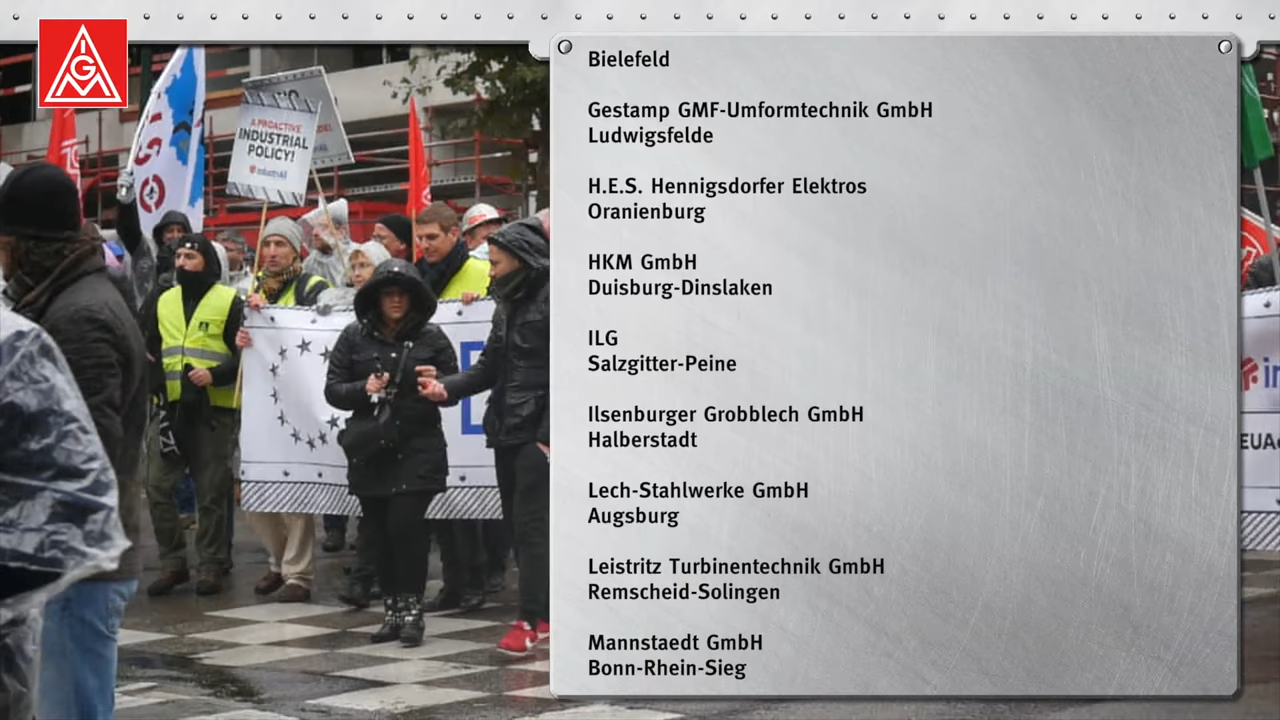 IGM
A PROACTIVE
INDUSTRIAL
POLICY!
industriAll
Bielefeld
Gestamp GMF-Umformtechnik GmbH
Ludwigsfelde
H.E.S. Hennigsdorfer Elektros
Oranienburg
HKM GmbH
Duisburg-Dinslaken
ILG
Salzgitter-Peine
Ilsenburger Grobblech GmbH
Halberstadt
Lech-Stahlwerke GmbH
Augsburg
Leistritz Turbinentechnik GmbH
Remscheid-Solingen
Mannstaedt GmbH
Bonn-Rhein-Sieg